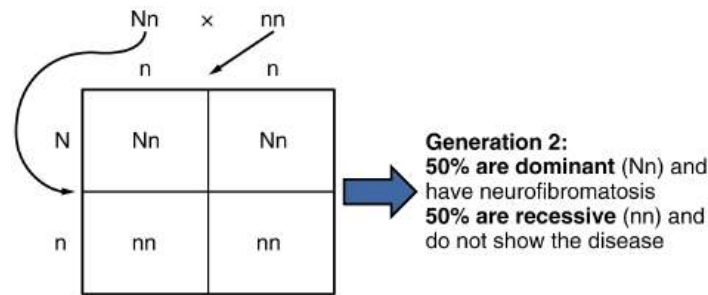 Nn × nn
n n
N Nn Nn
n nn nn
Generation 2:
50% are dominant (Nn) and
have neurofibromatosis
50% are recessive (nn) and
do not show the disease